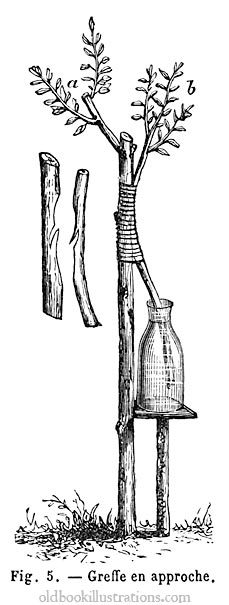 a
b
Fig. 5. — Greffe en approche.
oldbookillustrations.com